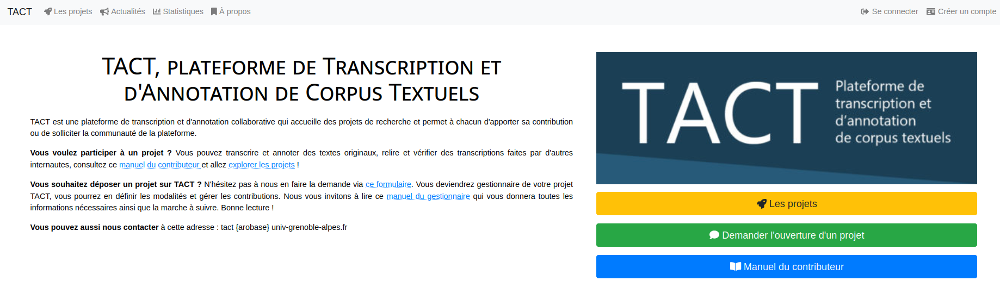 TACT Les projets Actualités Statistiques À propos Se connecter Créer un compte
TACT, plateforme de Transcription et
d'Annotation de Corpus Textuels
TACT est une plateforme de transcription et d'annotation collaborative qui accueille des projets de recherche et permet à chacun d'apporter sa contribution
ou de solliciter la communauté de la plateforme.
Vous voulez participer à un projet ? Vous pouvez transcrire et annoter des textes originaux, relire et vérifier des transcriptions faites par d'autres
internautes, consultez ce manuel du contributeur et allez explorer les projets !
Vous souhaitez déposer un projet sur TACT ? N'hésitez pas à nous en faire la demande via ce formulaire. Vous deviendrez gestionnaire de votre projet
TACT, vous pourrez en définir les modalités et gérer les contributions. Nous vous invitons à lire ce manuel du gestionnaire qui vous donnera toutes les
informations nécessaires ainsi que la marche à suivre. Bonne lecture !
Vous pouvez aussi nous contacter à cette adresse : tact {arobase} univ-grenoble-alpes.fr
TACT
Plateforme de
transcription et
d'annotation
de corpus textuels
Les projets
Demander l'ouverture d'un projet
Manuel du contributeur